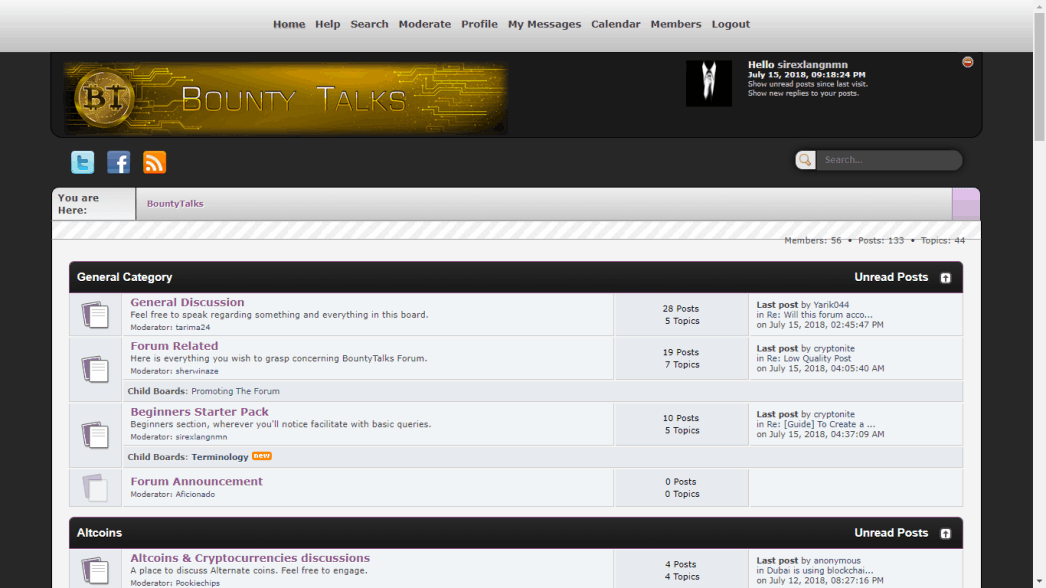 Home Help Search Moderate Profile My Messages Calendar Members Logout
BT Bounty Talks
Hello sirexlangnmn
July 15, 2018, 09:18:24 PM
Show unread posts since last visit.
Show new replies to your posts.
Search...
You are Here:
BountyTalks
Members: 56 • Posts: 133 • Topics: 44
General Category Unread Posts
General Discussion
Feel free to speak regarding something and everything in this board.
Moderator: tarima24
28 Posts
5 Topics
Last post by Yarik044
in Re: Will this forum acco...
on July 15, 2018, 02:45:47 PM
Forum Related
Here is everything you wish to grasp concerning BountyTalks Forum.
Moderator: sherwinaze
19 Posts
7 Topics
Last post by cryptonite
in Re: Low Quality Post
on July 15, 2018, 04:05:40 AM
Child Boards: Promoting The Forum
Beginners Starter Pack
Beginners section, wherever you'll notice facilitate with basic queries.
Moderator: sirexlangnmn
10 Posts
5 Topics
Last post by cryptonite
in Re: [Guide] To Create a ...
on July 15, 2018, 04:37:09 AM
Child Boards: Terminology new
Forum Announcement
Moderator: Aficionado
0 Posts
0 Topics
Altcoins Unread Posts
Altcoins & Cryptocurrencies discussions
A place to discuss Alternate coins. Feel free to engage.
Moderator: Pookiechips
4 Posts
4 Topics
Last post by anonymous
in Dubai is using blockchai...
on July 12, 2018, 08:27:16 PM